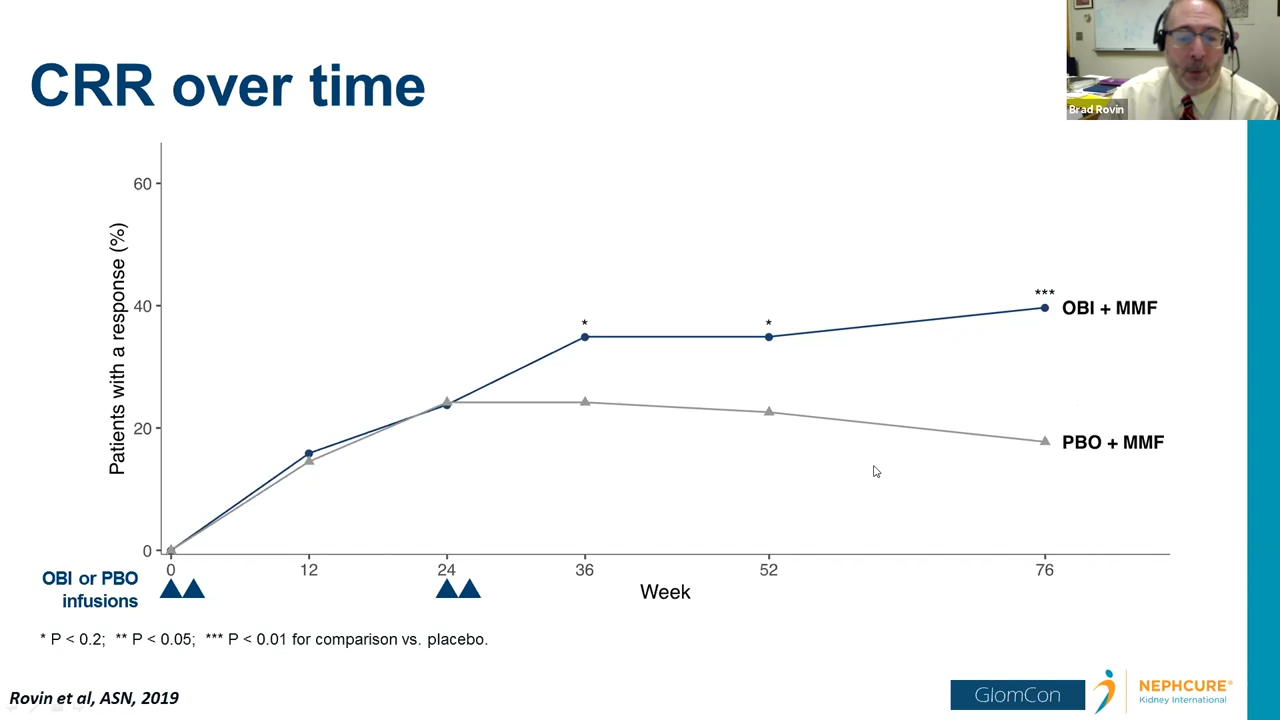 CRR over time
Brad Rovin
Patients with a response (%)
60
40
20
0
***
*
*
OBI + MMF
PBO + MMF
0 12 24 36 52 76
Week
OBI or PBO
infusions
* P < 0.2; ** P < 0.05; *** P < 0.01 for comparison vs. placebo.
Rovin et al, ASN, 2019
GlomCon
NEPHCURE®
Kidney International